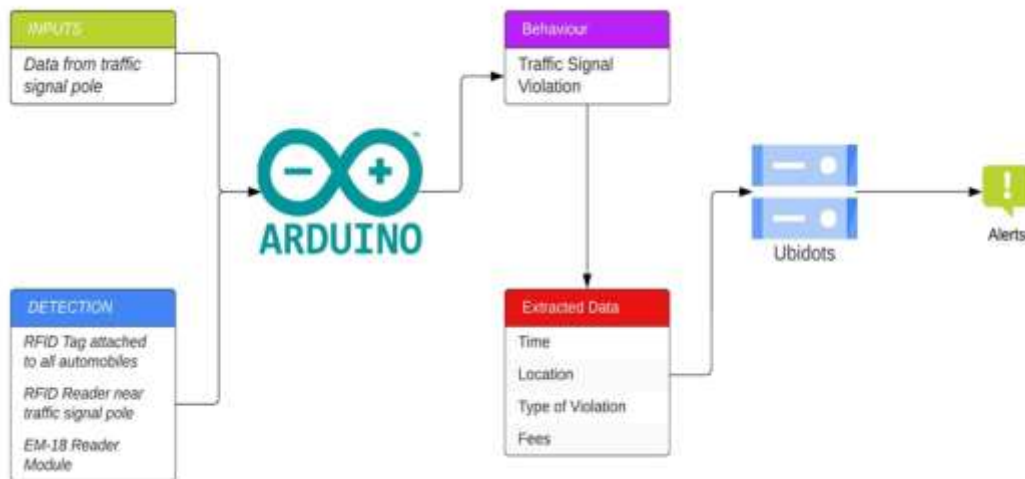 INPUTS
Data from traffic
signal pole
Behaviour
Traffic Signal
Violation
ARDUINO
™
Ubidots
Alerts
DETECTION
RFID Tag attached
to all automobiles
RFID Reader near
traffic signal pole
EM-18 Reader
Module
Extracted Data
Time
Location
Type of Violation
Fees